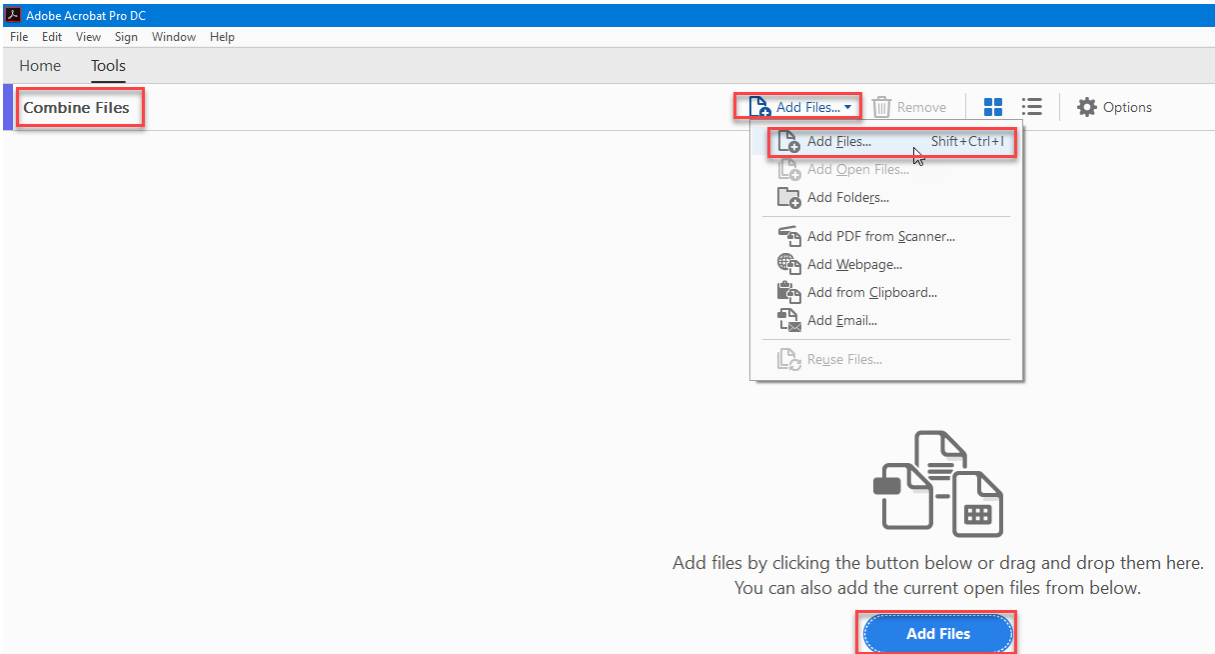 Adobe Acrobat Pro DC
File Edit View Sign Window Help
Home Tools
Combine Files Add Files... Remove Options
Add Files... Shift+Ctrl+I
Add Open Files...
Add Folders...
Add PDF from Scanner...
Add Webpage...
Add from Clipboard...
Add Email...
Reuse Files...
Add files by clicking the button below or drag and drop them here.
You can also add the current open files from below.
Add Files